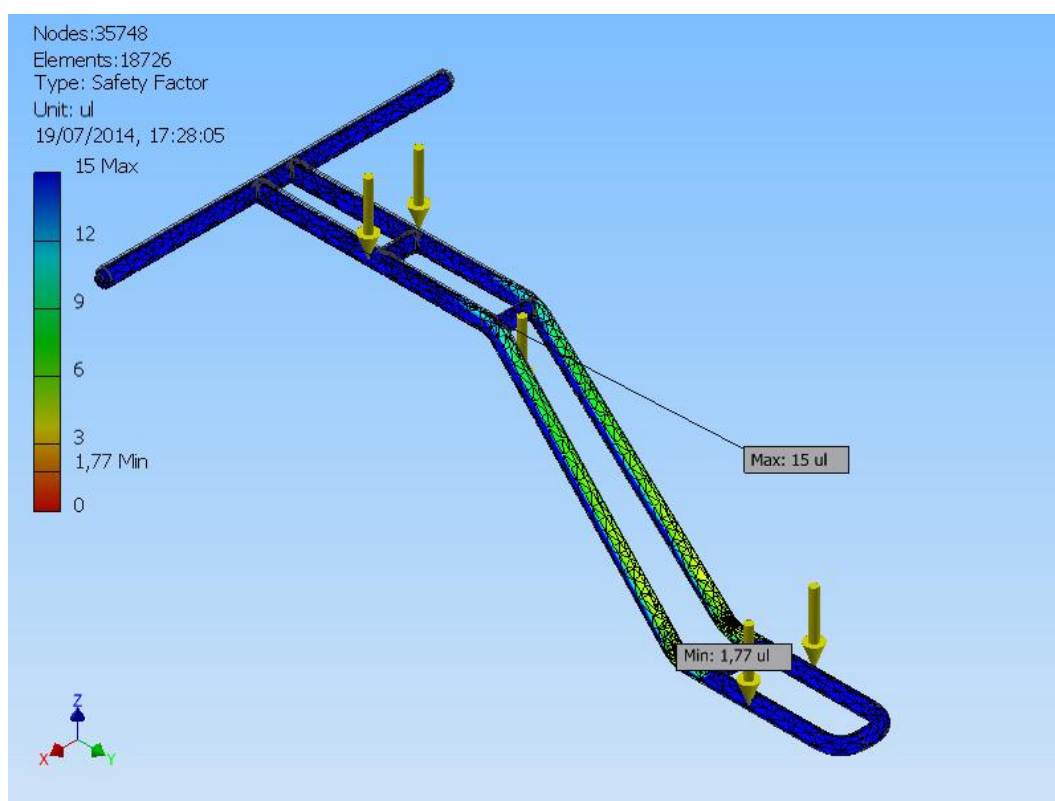 Nodes:35748
Elements:18726
Type: Safety Factor
Unit: ul
19/07/2014, 17:28:05
15 Max
12
9
6
3
1,77 Min
0
Max: 15 ul
Min: 1,77 ul
Z
X
Y